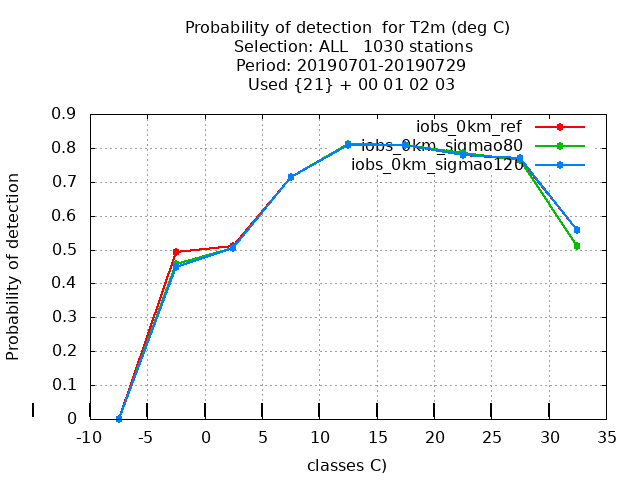 Probability of detection  for T2m (deg C)
Selection: ALL   1030 stations
Period: 20190701-20190729
Used {21} + 00 01 02 03
iobs_0km_ref
iobs_0km_sigmao80
iobs_0km_sigmao120
Probability of detection
0.9
0.8
0.7
0.6
0.5
0.4
0.3
0.2
0.1
0
-10 -5 0 5 10 15 20 25 30 35
classes C)